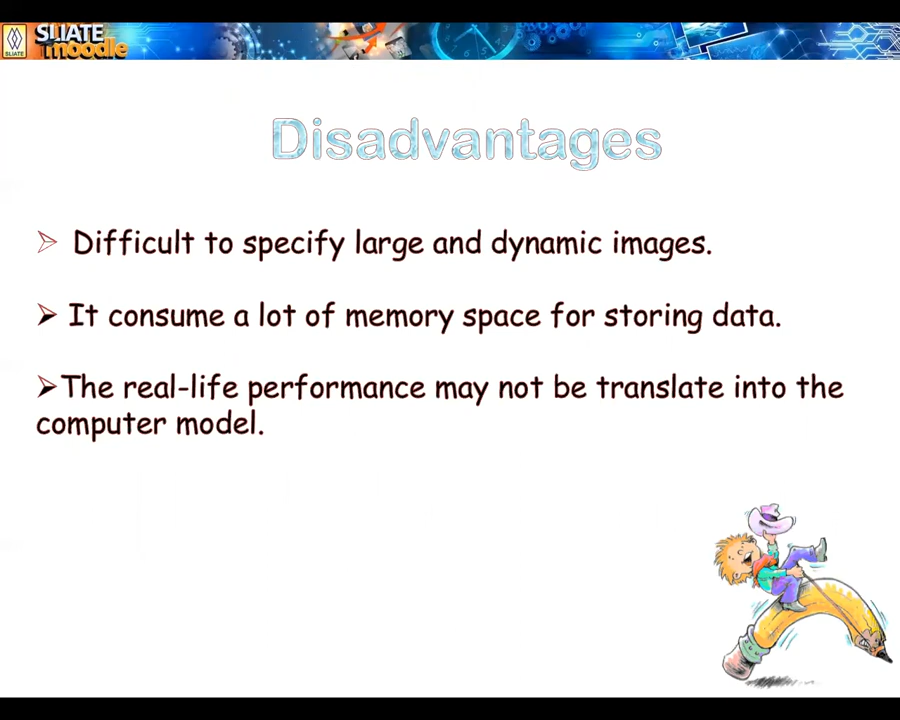 SLIATE
SLIATE
moodle
Disadvantages
Difficult to specify large and dynamic images.
It consume a lot of memory space for storing data.
The real-life performance may not be translate into the
computer model.